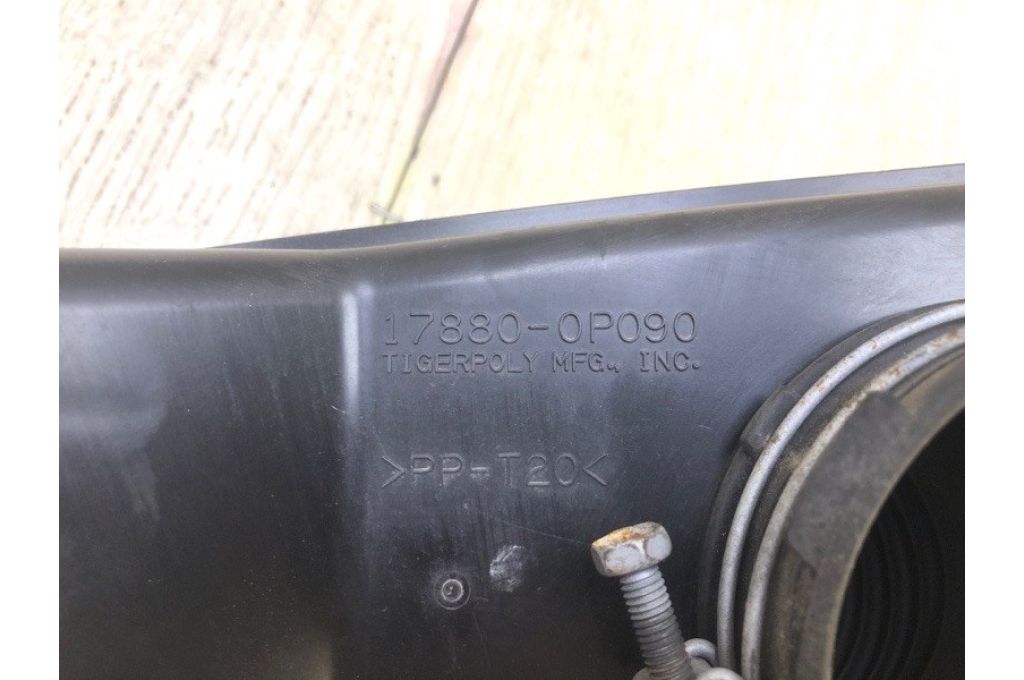 17880-0P090
TIGERPOLY MFG., INC.
>PP-T20<